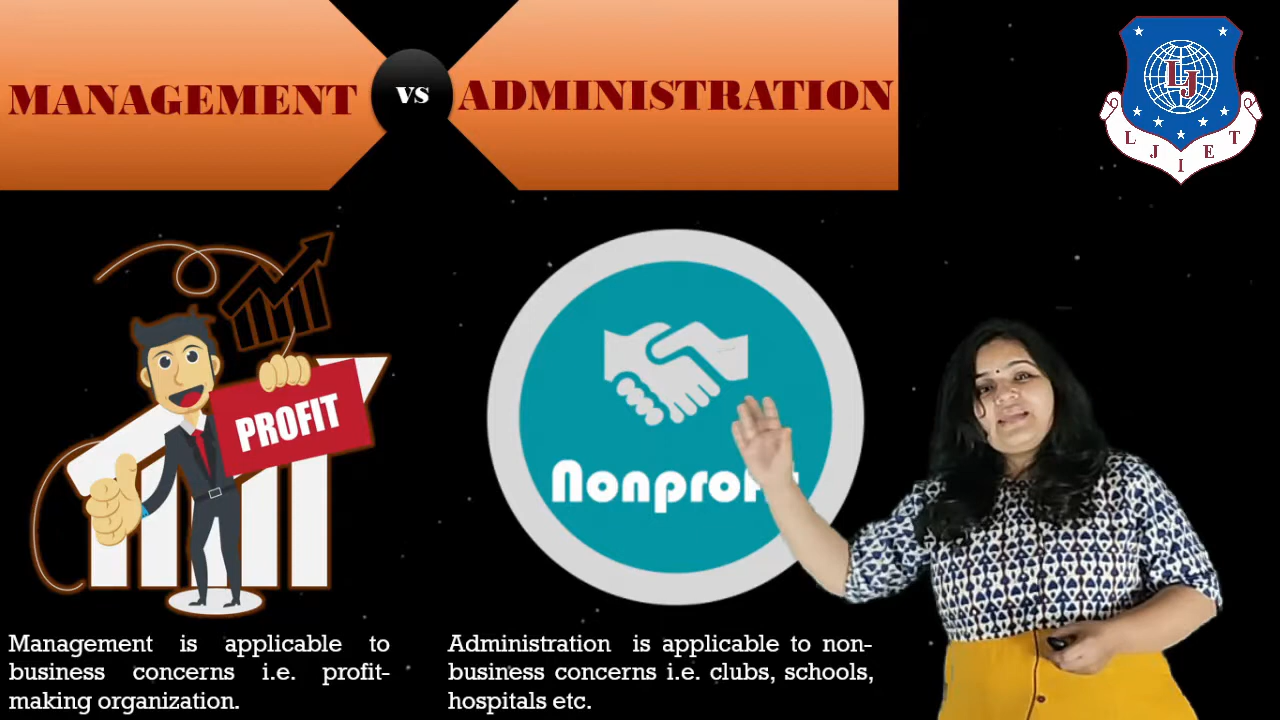 MANAGEMENT
VS
ADMINISTRATION
LJ
L J I E T
PROFIT
Management is applicable to
business concerns i.e. profit-
making organization.
Administration is applicable to non-
business concerns i.e. clubs, schools,
hospitals etc.